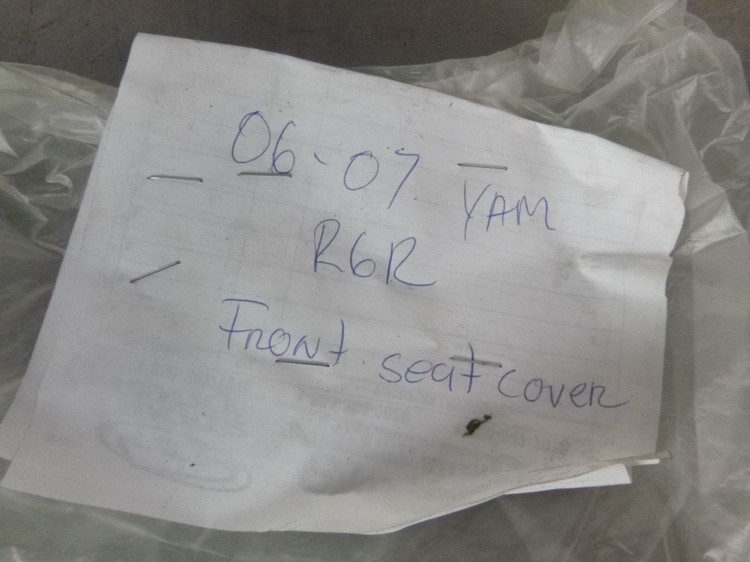 06-07 YAM
R6R
Front seat cover